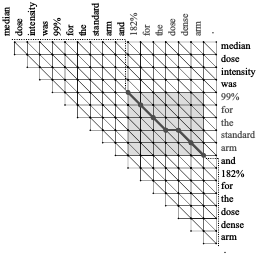 median
dose
intensity
was
99%
for
the
standard
arm
and
182%
for
the
dose
dense
arm
.
median
dose
intensity
was
99%
for
the
standard
arm
and
182%
for
the
dose
dense
arm
.